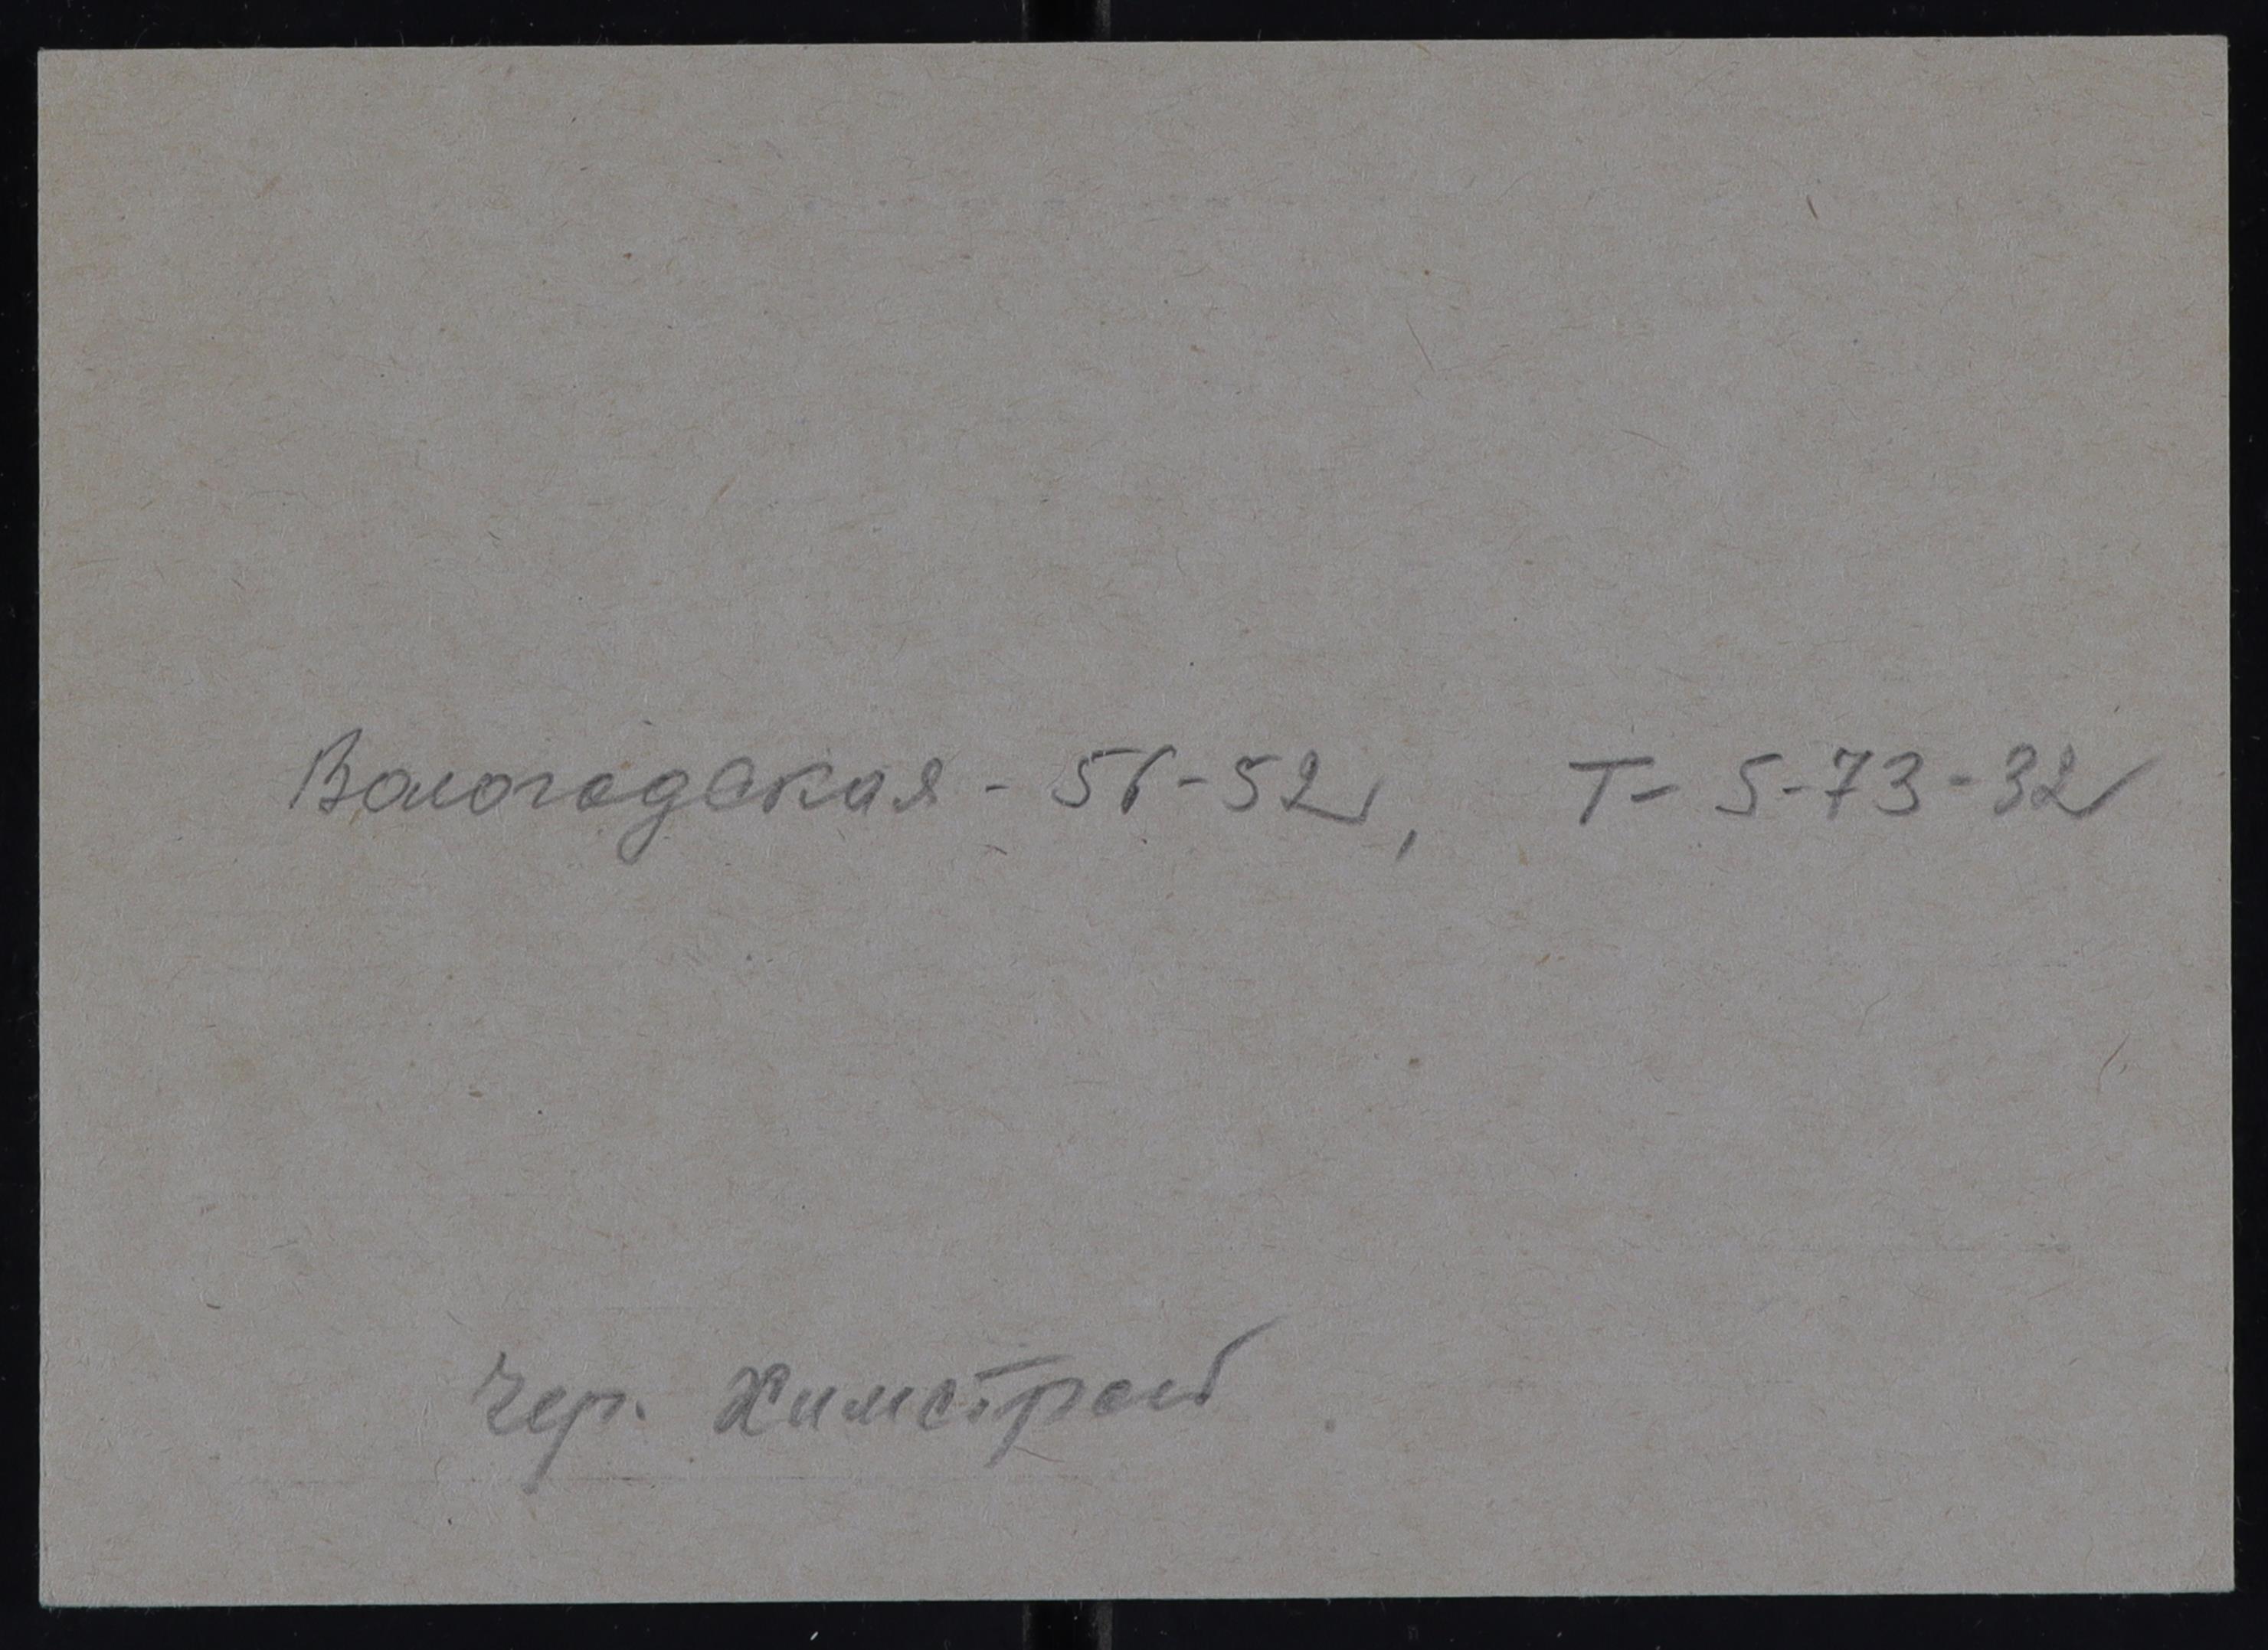 Вологодская - 56-52, Т- 5-73-32
Чер. Химстрой